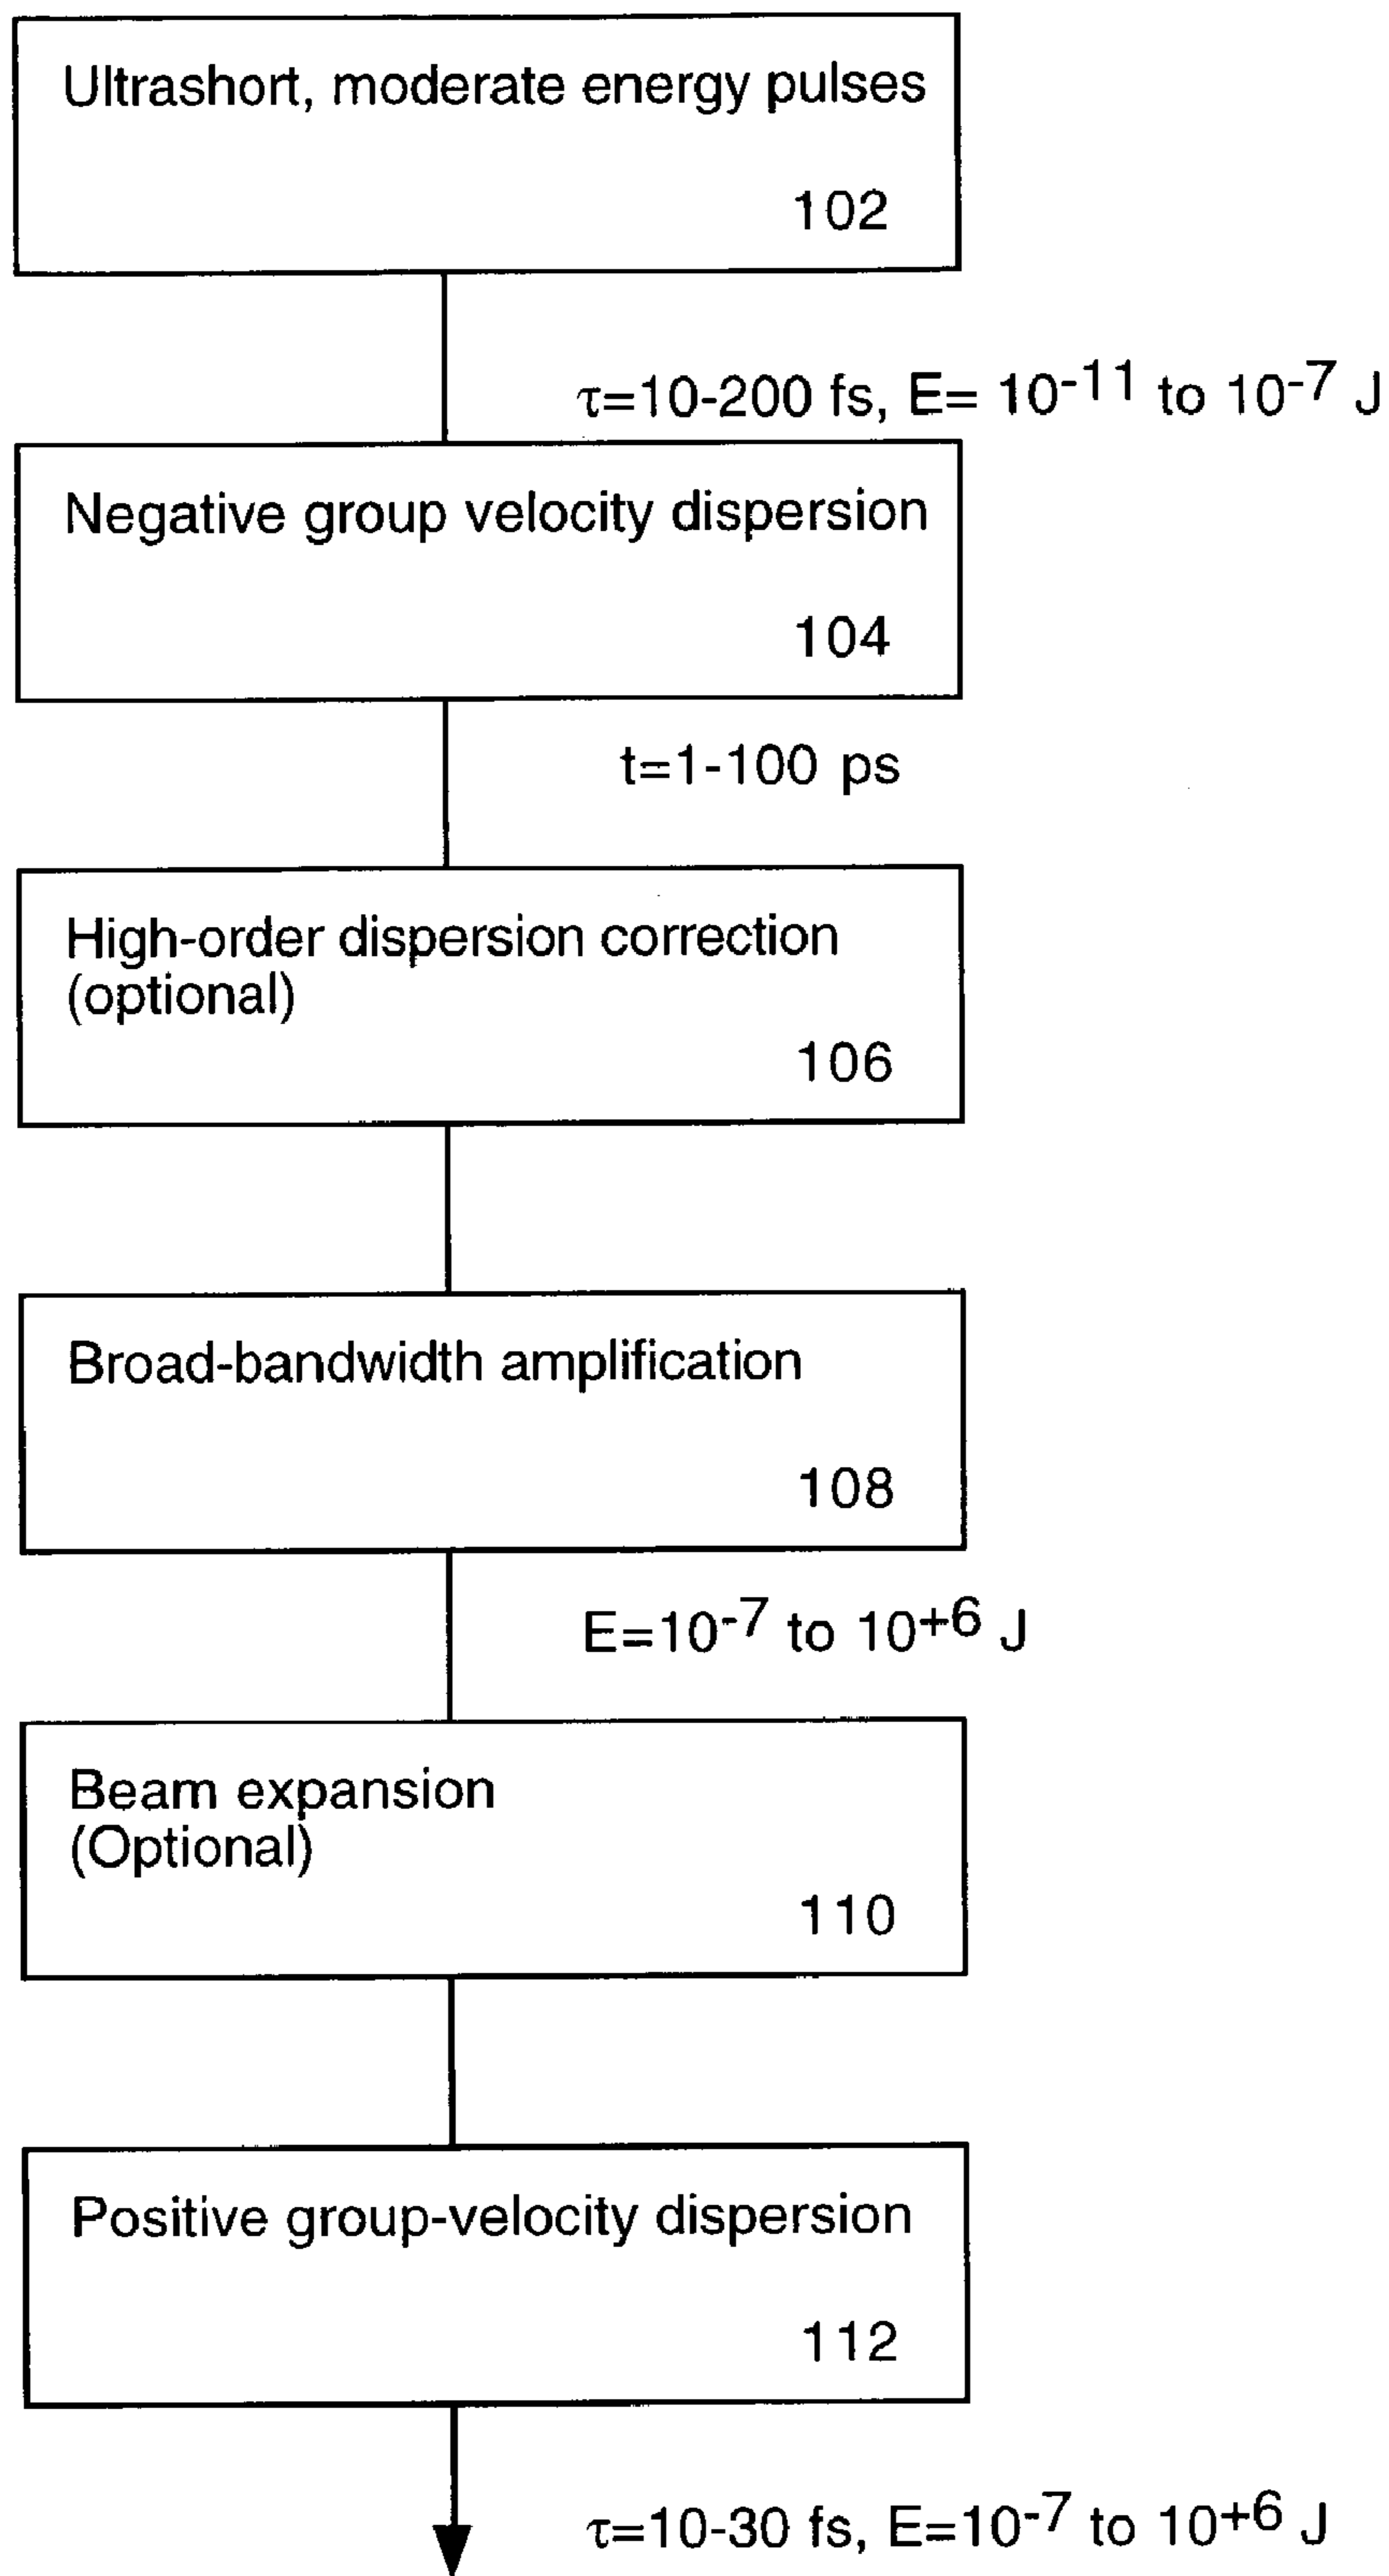 Ultrashort, moderate energy pulses
102
τ=10-200 fs, E= 10⁻¹¹ to 10⁻⁷ J
Negative group velocity dispersion
104
t=1-100 ps
High-order dispersion correction
(optional)
106
Broad-bandwidth amplification
108
E=10⁻⁷ to 10⁺⁶ J
Beam expansion
(Optional)
110
Positive group-velocity dispersion
112
τ=10-30 fs, E=10⁻⁷ to 10⁺⁶ J